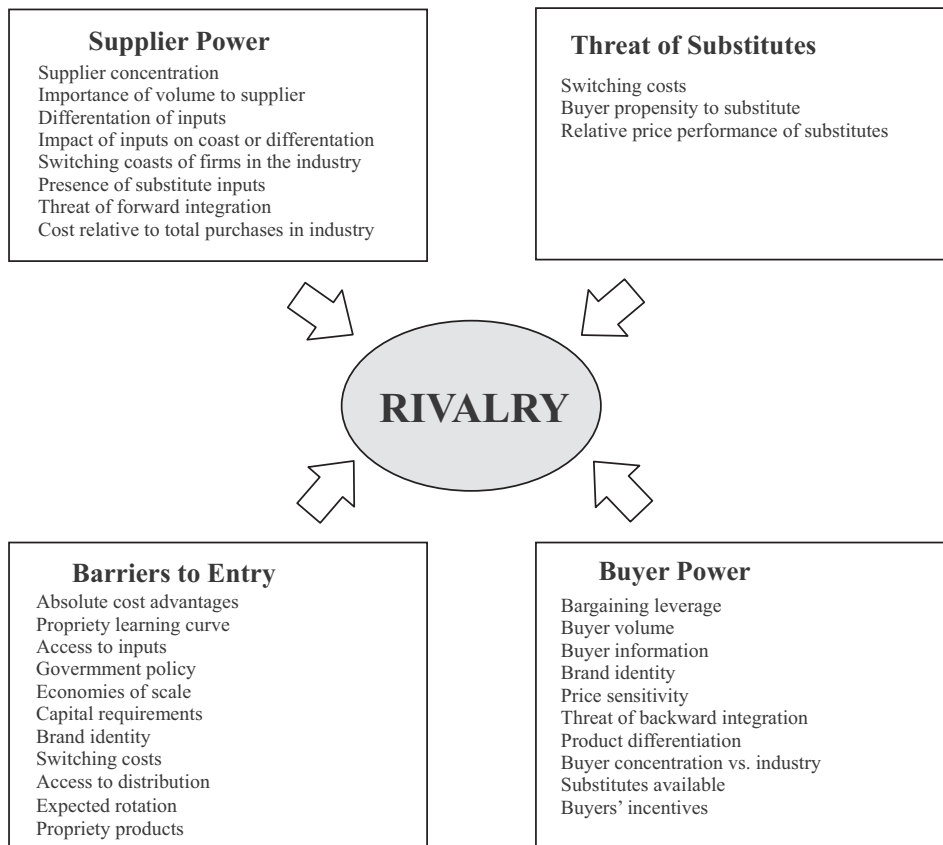 Supplier Power
Supplier concentration
Importance of volume to supplier
Differentation of inputs
Impact of inputs on coast or differentation
Switching coasts of firms in the industry
Presence of substitute inputs
Threat of forward integration
Cost relative to total purchases in industry
Threat of Substitutes
Switching costs
Buyer propensity to substitute
Relative price performance of substitutes
RIVALRY
Barriers to Entry
Absolute cost advantages
Propriety learning curve
Access to inputs
Govermment policy
Economies of scale
Capital requirements
Brand identity
Switching costs
Access to distribution
Expected rotation
Propriety products
Buyer Power
Bargaining leverage
Buyer volume
Buyer information
Brand identity
Price sensitivity
Threat of backward integration
Product differentiation
Buyer concentration vs. industry
Substitutes available
Buyers' incentives